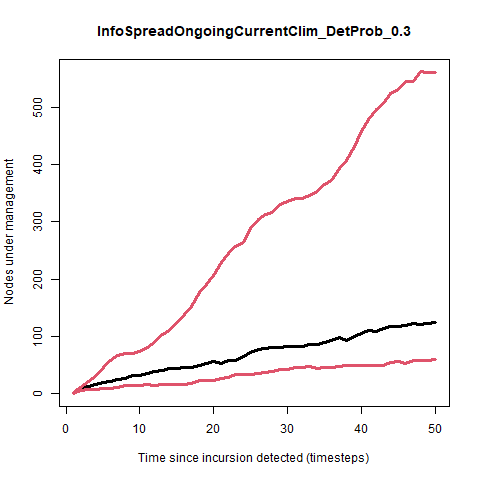 InfoSpreadOngoingCurrentClim_DetProb_0.3
Nodes under management
500
400
300
200
100
0
0 10 20 30 40 50
Time since incursion detected (timesteps)